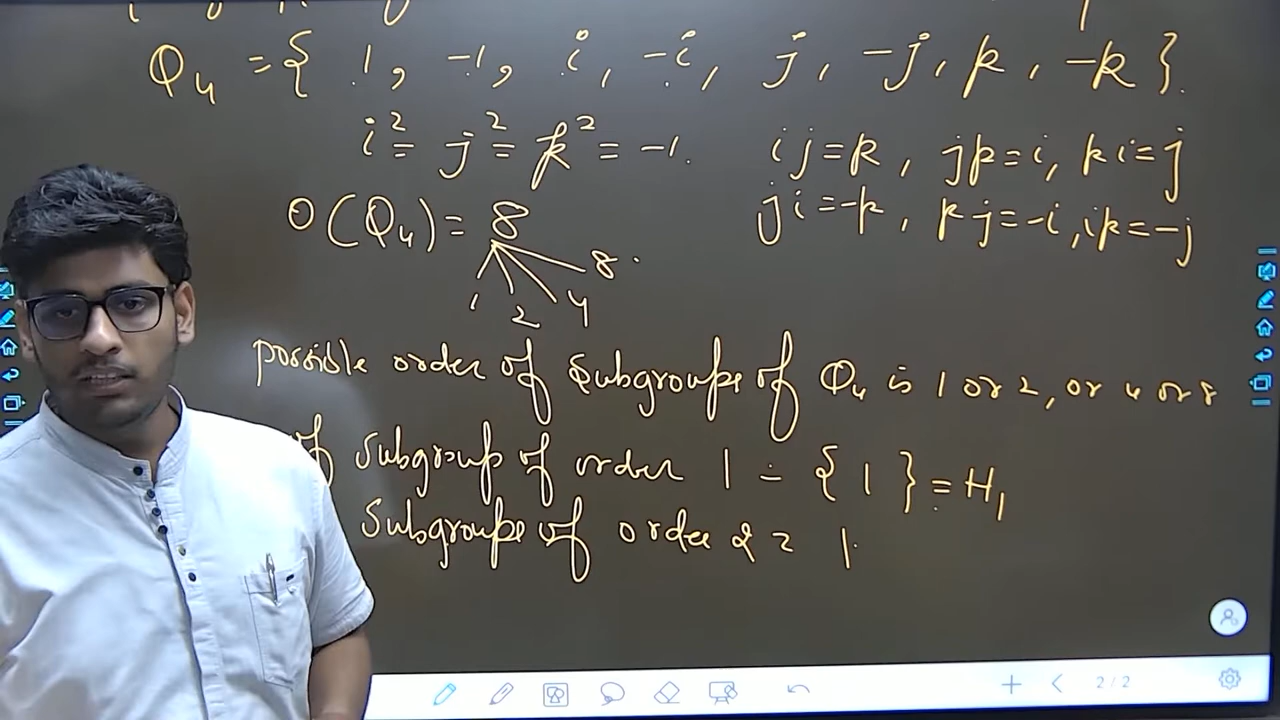 Q₄ = { 1, -1, i, -i, j, -j, k, -k }.
i² = j² = k² = -1. ij=k, jk=i, ki=j
O(Q₄) = 8 ji=-k, kj=-i, ik=-j
1 2 4 8.
possible order of subgroups of Q₄ is 1 or 2, or 4 or 8
of subgroup of order 1 = {1} = H₁
Subgroups of order 2 = 1.
2/2